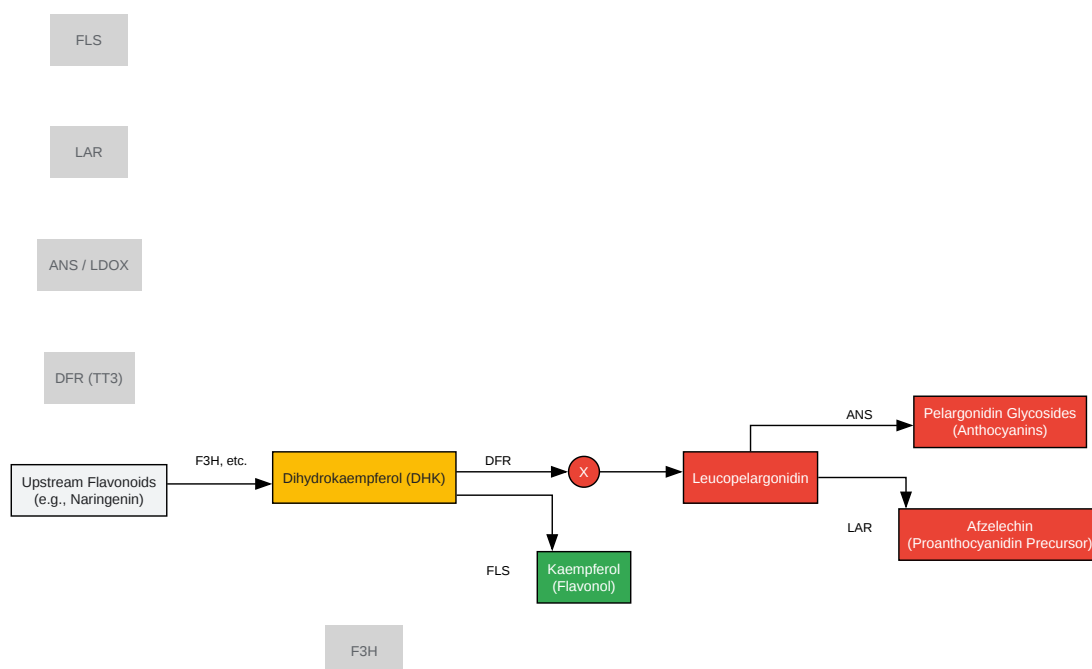 FLS
LAR
ANS / LDOX
DFR (TT3)
ANS
Pelargonidin Glycosides
(Anthocyanins)
F3H, etc.
DFR
Upstream Flavonoids
(e.g., Naringenin)
Dihydrokaempferol (DHK)
X
Leucopelargonidin
LAR
Afzelechin
(Proanthocyanidin Precursor)
FLS
Kaempferol
(Flavonol)
F3H